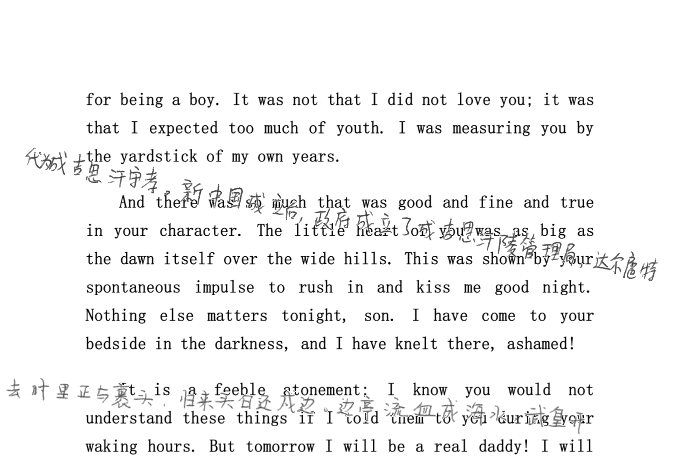 for being a boy. It was not that I did not love you; it was
that I expected too much of youth. I was measuring you by
the yardstick of my own years.
代为成吉思汗守孝。新中国成立后，政府成立了成吉思汗陵管理局，达尔扈特
And there was so much that was good and fine and true
in your character. The little heart of you was as big as
the dawn itself over the wide hills. This was shown by your
spontaneous impulse to rush in and kiss me good night.
Nothing else matters tonight, son. I have come to your
bedside in the darkness, and I have knelt there, ashamed!
去时里正与裹头，归来头白还戍边。边亭流血成海水，武皇开
It is a feeble atonement; I know you would not
understand these things if I told them to you during your
waking hours. But tomorrow I will be a real daddy! I will